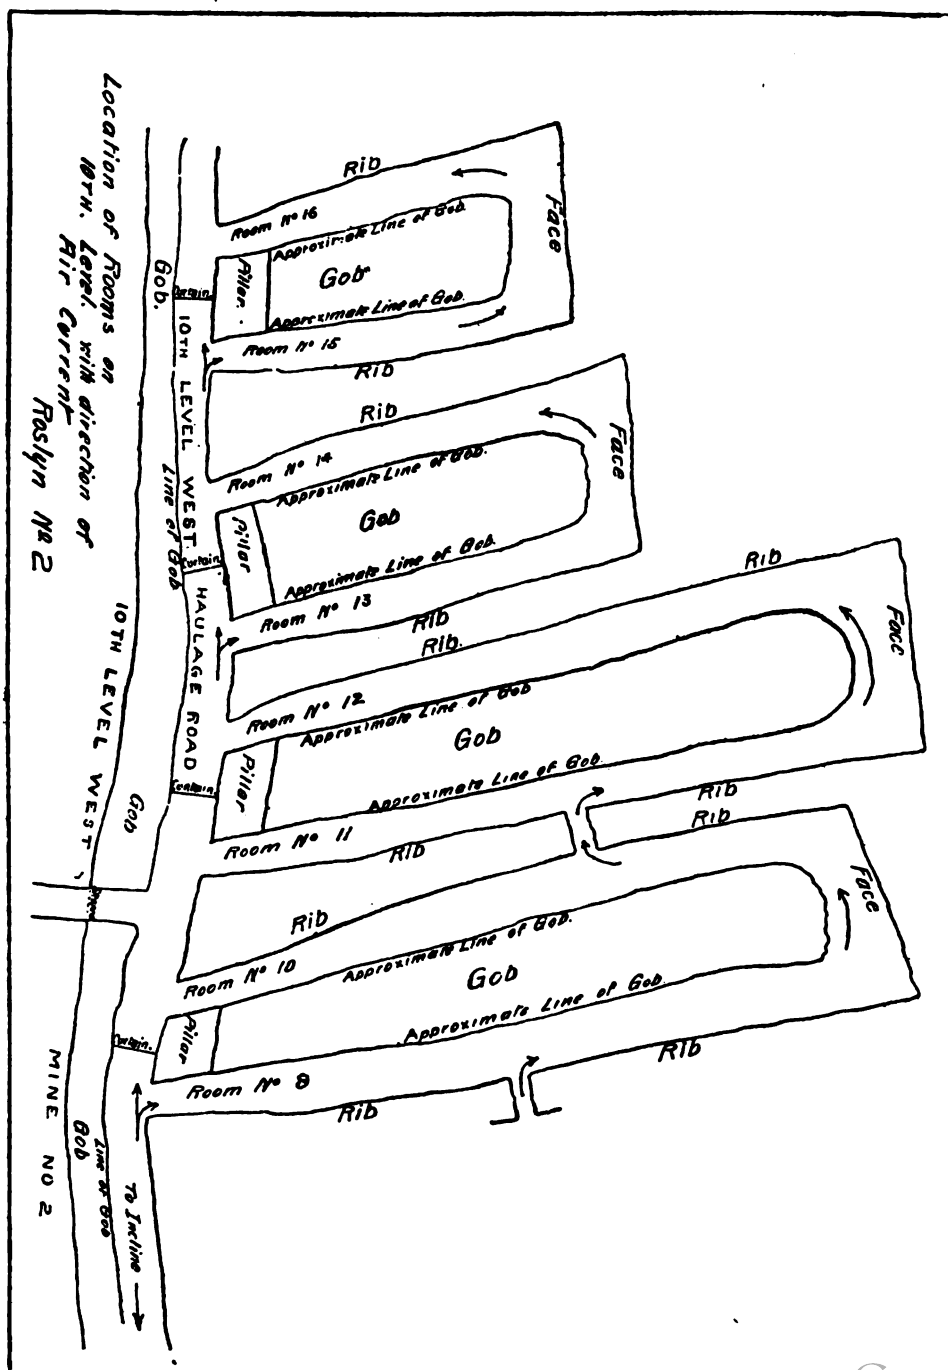 Location of Rooms on
10TH. Level. with direction of
Air Current
Roslyn No 2
Rib
Face
Room No 16
Approximate Line of Gob.
Gob
Pillar.
Approximate Line of Gob.
Room No 15
Rib
Gob.
Curtain.
10TH LEVEL WEST.
HAULAGE ROAD
Line of Gob
Rib
Face
Room No 14
Approximate Line of Gob.
Gob
Pillar
Approximate Line of Gob.
Curtain.
Room No 13
Rib
Rib
Rib.
Face
Room No 12
Approximate Line of Gob
Gob
Pillar
Approximate Line of Gob.
Curtain.
Room No 11
Rib
Rib
Rib
10TH LEVEL WEST
Gob
Rib
Face
Room No 10
Approximate Line of Gob.
Gob
Pillar
Approximate Line of Gob.
Curtain.
Room No 8
Rib
Rib
MINE NO 2
Gob
Line of Gob
To Incline